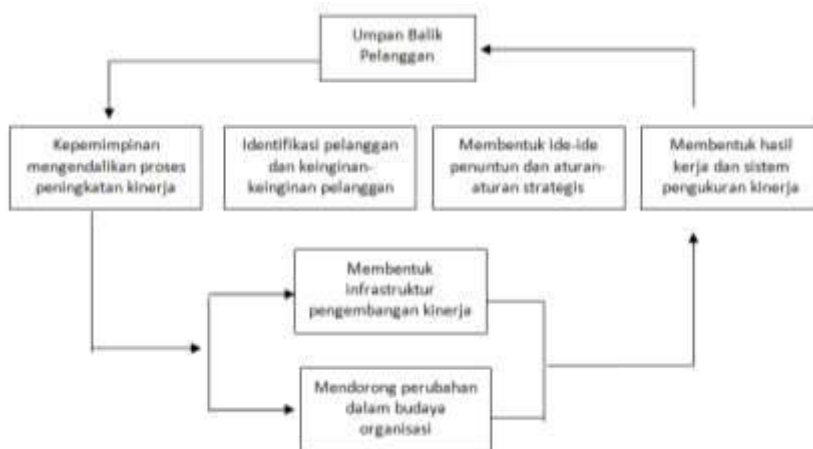 Umpan Balik
Pelanggan
Kepemimpinan
mengendalikan proses
peningkatan kinerja
Identifikasi pelanggan
dan keinginan-
keinginan pelanggan
Membentuk ide-ide
penuntun dan aturan-
aturan strategis
Membentuk hasil
kerja dan sistem
pengukuran kinerja
Membentuk
infrastruktur
pengembangan kinerja
Mendorong perubahan
dalam budaya
organisasi